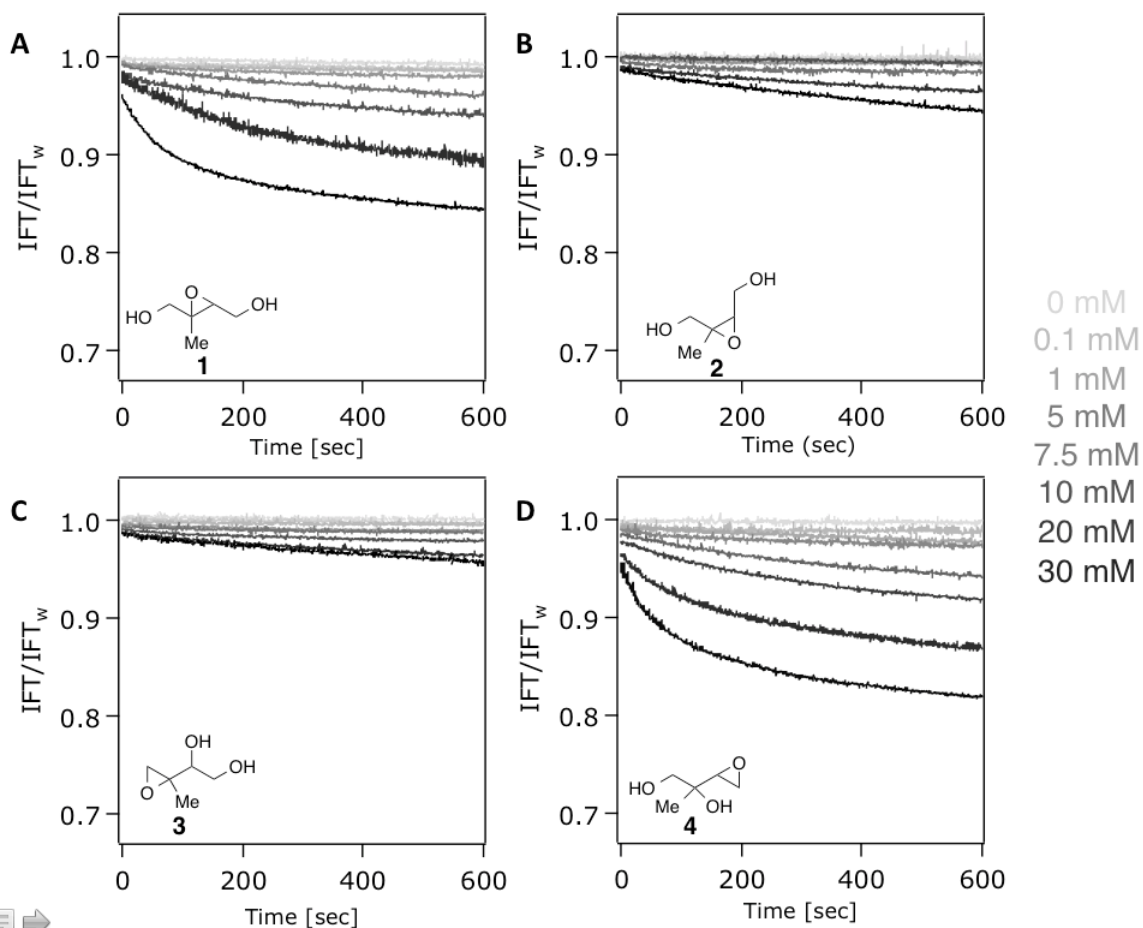 A
IFT/IFTw
1.0
0.9
0.8
0.7
O
HO
OH
Me
1
0 200 400 600
Time [sec]
B
IFT/IFTw
1.0
0.9
0.8
0.7
OH
HO
Me
O
2
0 200 400 600
Time (sec)
C
IFT/IFTw
1.0
0.9
0.8
0.7
OH
OH
O
Me
3
0 200 400 600
Time [sec]
D
IFT/IFTw
1.0
0.9
0.8
0.7
O
HO
Me
OH
4
0 200 400 600
Time [sec]
0 mM
0.1 mM
1 mM
5 mM
7.5 mM
10 mM
20 mM
30 mM